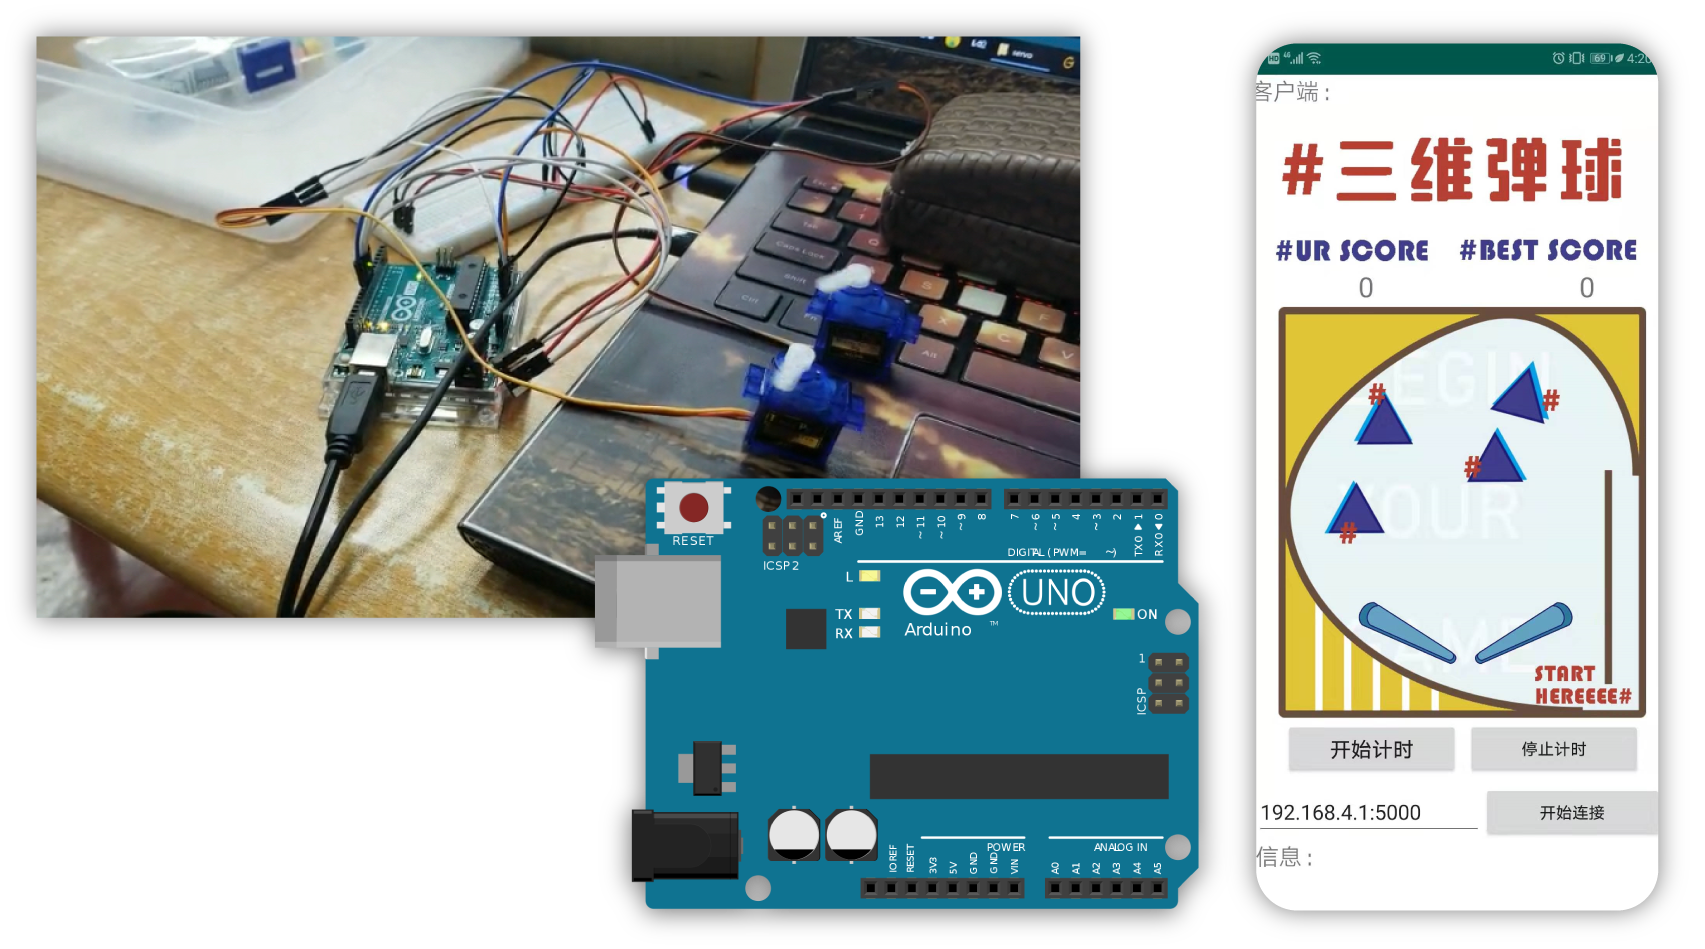 servo
RESET
ICSP2
AREF
GND
13
12
~11
~10
~9
8
7
~6
~5
4
~3
2
TX0 1
RX0 0
DIGITAL (PWM= ~)
L
TX
RX
UNO
ON
Arduino
TM
1
ICSP
POWER
ANALOG IN
IOREF
RESET
3V3
5V
GND
GND
VIN
A0
A1
A2
A3
A4
A5
4:20
客户端：
#三维弹球
#UR SCORE #BEST SCORE
0 0
BEGIN
YOUR
GAME
#
#
#
#
START
HEREEEE#
开始计时 停止计时
192.168.4.1:5000 开始连接
信息：